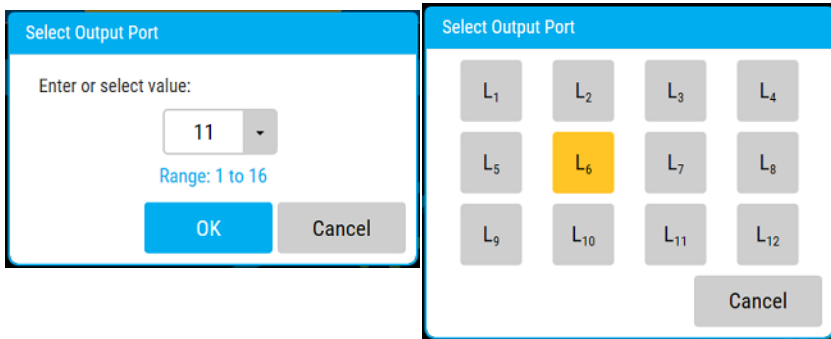 Select Output Port
Enter or select value:
11
Range: 1 to 16
OK Cancel
Select Output Port
L₁ L₂ L₃ L₄
L₅ L₆ L₇ L₈
L₉ L₁₀ L₁₁ L₁₂
Cancel